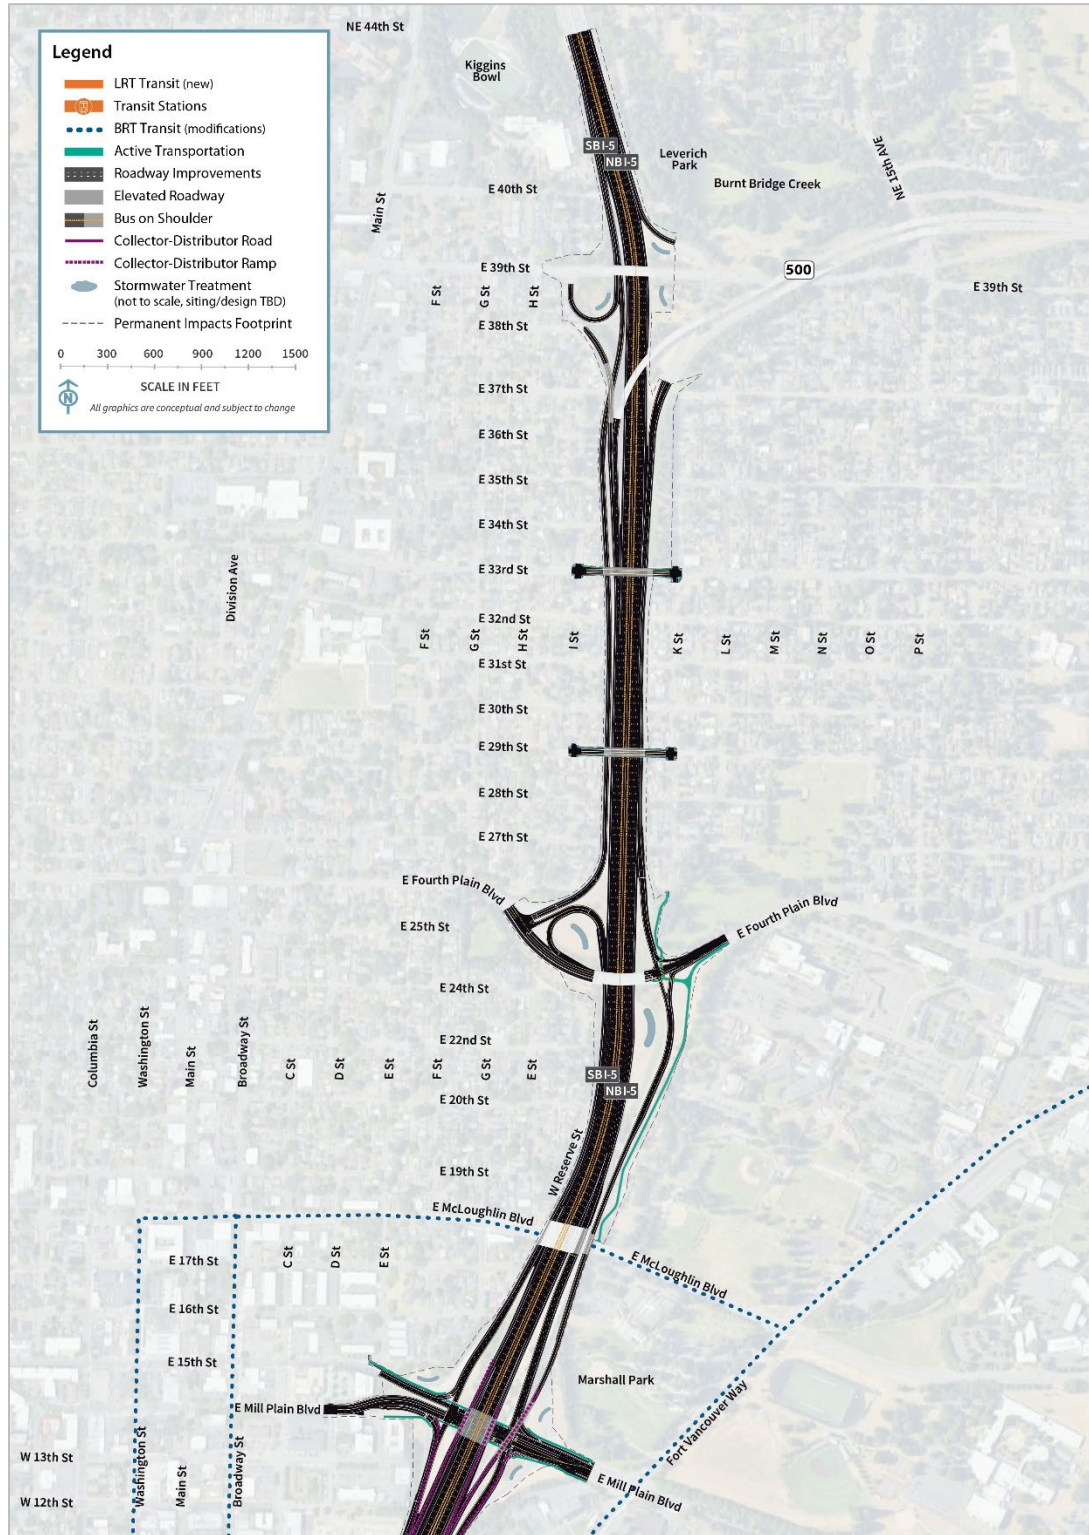 NE 44th St
Legend
LRT Transit (new)
Transit Stations
BRT Transit (modifications)
Active Transportation
Roadway Improvements
Elevated Roadway
Bus on Shoulder
Collector-Distributor Road
Collector-Distributor Ramp
Stormwater Treatment
(not to scale, siting/design TBD)
Permanent Impacts Footprint
0 300 600 900 1200 1500
SCALE IN FEET
N
All graphics are conceptual and subject to change
Kiggins
Bowl
SB I-5
NB I-5
Leverich
Park
Burnt Bridge Creek
NE 15th AVE
E 40th St
Main St
E 39th St
500
E 39th St
F St
G St
H St
E 38th St
E 37th St
E 36th St
E 35th St
E 34th St
E 33rd St
Division Ave
E 32nd St
F St
G St
H St
I St
K St
L St
M St
N St
O St
P St
E 31st St
E 30th St
E 29th St
E 28th St
E 27th St
E Fourth Plain Blvd
E Fourth Plain Blvd
E 25th St
E 24th St
E 22nd St
Columbia St
Washington St
Main St
Broadway St
C St
D St
E St
F St
G St
E St
SB I-5
NB I-5
E 20th St
W Reserve St
E 19th St
E McLoughlin Blvd
E McLoughlin Blvd
E 17th St
C St
D St
E St
E 16th St
E 15th St
Marshall Park
E Mill Plain Blvd
Fort Vancouver Way
W 13th St
Washington St
Main St
Broadway St
E Mill Plain Blvd
W 12th St